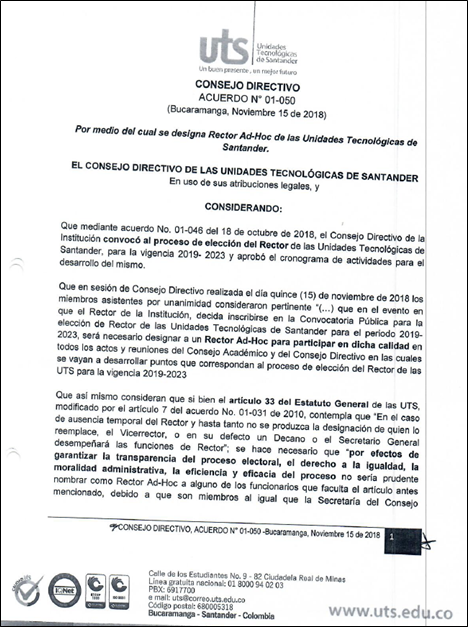 uts
Unidades
Tecnológicas
de Santander
Un buen presente, un mejor futuro
CONSEJO DIRECTIVO
ACUERDO N° 01-050
(Bucaramanga, Noviembre 15 de 2018)
Por medio del cual se designa Rector Ad-Hoc de las Unidades Tecnológicas de
Santander.
EL CONSEJO DIRECTIVO DE LAS UNIDADES TECNOLÓGICAS DE SANTANDER
En uso de sus atribuciones legales, y
CONSIDERANDO:
Que mediante acuerdo No. 01-046 del 18 de octubre de 2018, el Consejo Directivo de la
Institución convocó al proceso de elección del Rector de las Unidades Tecnológicas de
Santander, para la vigencia 2019- 2023 y aprobó el cronograma de actividades para el
desarrollo del mismo.
Que en sesión de Consejo Directivo realizada el día quince (15) de noviembre de 2018 los
miembros asistentes por unanimidad consideraron pertinente "(...) que en el evento en
que el Rector de la Institución, decida inscribirse en la Convocatoria Pública para la
elección de Rector de las Unidades Tecnológicas de Santander para el período 2019-
2023, será necesario designar a un Rector Ad-Hoc para participar en dicha calidad en
todos los actos y reuniones del Consejo Académico y del Consejo Directivo en las cuales
se vayan a desarrollar puntos que correspondan al proceso de elección del Rector de las
UTS para la vigencia 2019-2023
Que así mismo consideran que si bien el artículo 33 del Estatuto General de las UTS,
modificado por el artículo 7 del acuerdo No. 01-031 de 2010, contempla que "En el caso
de ausencia temporal del Rector y hasta tanto no se produzca la designación de quien lo
reemplace, el Vicerrector, o en su defecto un Decano o el Secretario General
desempeñará las funciones de Rector"; se hace necesario que "por efectos de
garantizar la transparencia del proceso electoral, el derecho a la igualdad, la
moralidad administrativa, la eficiencia y eficacia del proceso no sería prudente
nombrar como Rector Ad-Hoc a alguno de los funcionarios que faculta el artículo antes
mencionado, debido a que son miembros al igual que la Secretaría del Consejo
CONSEJO DIRECTIVO, ACUERDO N° 01-050 -Bucaramanga, Noviembre 15 de 2018
1
IQNet
Calle de los Estudiantes No. 9 - 82 Ciudadela Real de Minas
Línea gratuita nacional: 01 8000 94 02 03
PBX: 6917700
e mail: uts@correo.uts.edu.co
Código postal: 680005318
Bucaramanga - Santander - Colombia
www.uts.edu.co